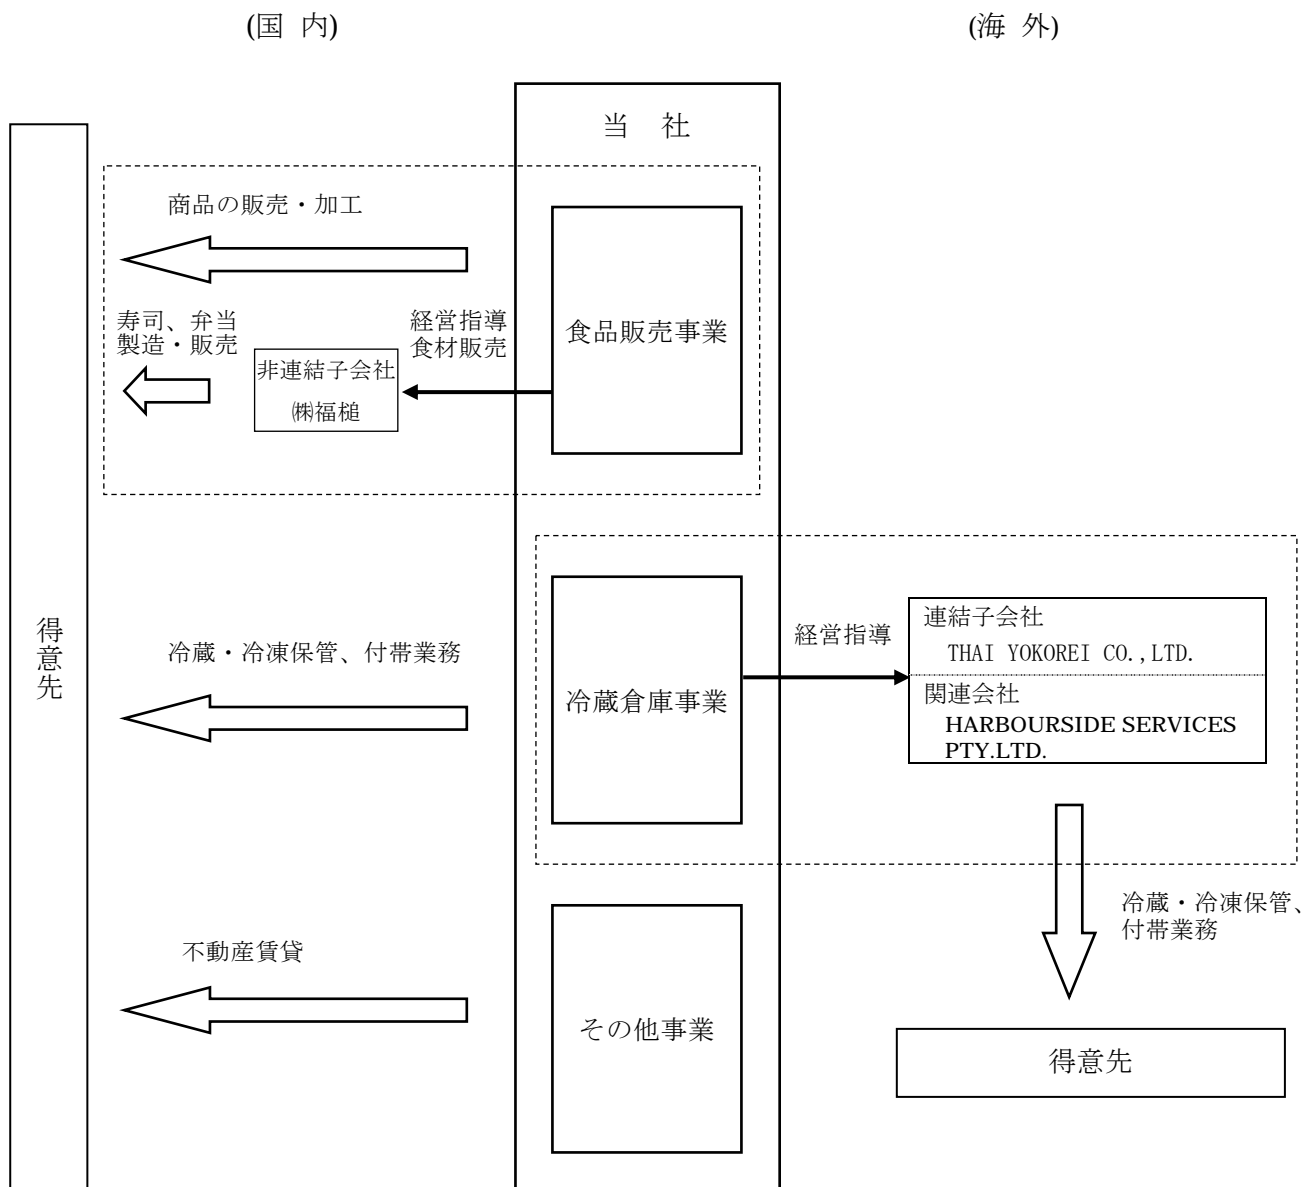 (国 内)
(海 外)
当 社
商品の販売・加工
寿司、弁当
製造・販売
経営指導
食材販売
非連結子会社
㈱福槌
食品販売事業
得意先
冷蔵・冷凍保管、付帯業務
冷蔵倉庫事業
経営指導
連結子会社
THAI YOKOREI CO.,LTD.
関連会社
HARBOURSIDE SERVICES
PTY.LTD.
冷蔵・冷凍保管、
付帯業務
不動産賃貸
その他事業
得意先